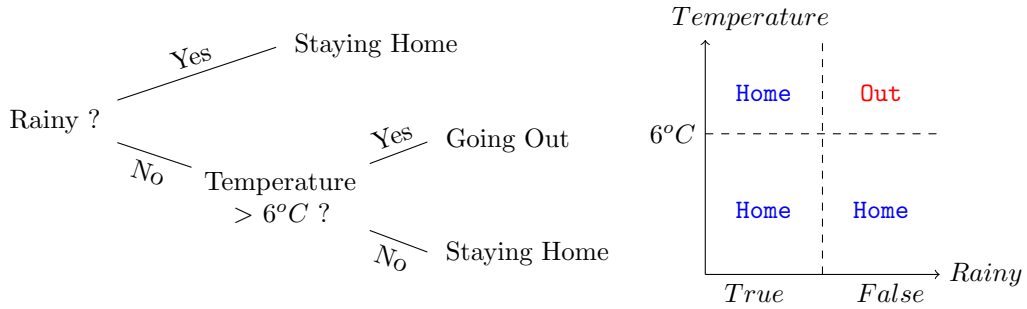 Yes
Staying Home
Rainy ?
No
Temperature
> 6°C ?
Yes
Going Out
No
Staying Home
Temperature
Home
Out
6°C
Home
Home
Rainy
True
False